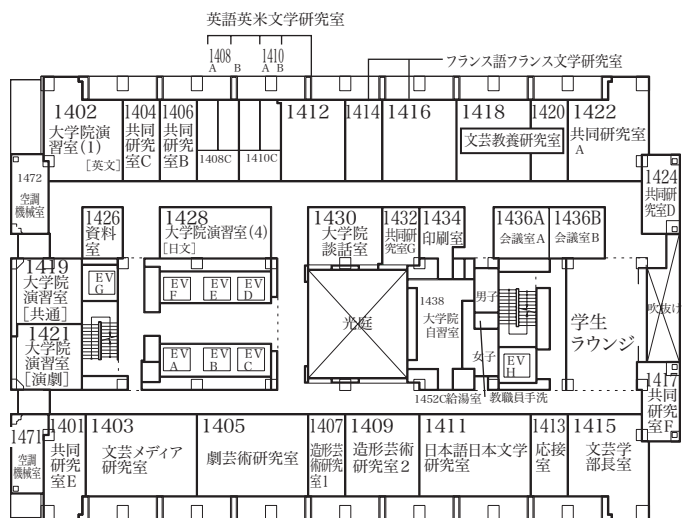 英語英米文学研究室
1408
A B
1410
A B
フランス語フランス文学研究室
1402
大学院演
習室(1)
[英文]
1404
共同
研究
室C
1406
共同
研究
室B
1408C
1410C
1412
1414
1416
1418
文芸教養研究室
1420
1422
共同研究室
A
1472
空調
機械室
1424
共同研
究室D
1426
資料
室
1428
大学院演習室(4)
[日文]
1430
大学院
談話室
1432
共同研
究室G
1434
印刷室
1436A
会議室A
1436B
会議室B
1419
大学院
演習室
[共通]
EV
G
EV
F
EV
E
EV
D
光庭
1438
大学院
自習室
男子
女子
学生
ラウンジ
吹抜け
1421
大学院
演習室
[演劇]
EV
A
EV
B
EV
C
EV
H
1452C給湯室
教職員手洗
1417
共同
研究
室F
1471
空調
機械室
1401
共同
研究
室E
1403
文芸メディア
研究室
1405
劇芸術研究室
1407
造形芸
術研究
室1
1409
造形芸術
研究室2
1411
日本語日本文学
研究室
1413
応接
室
1415
文芸学
部長室